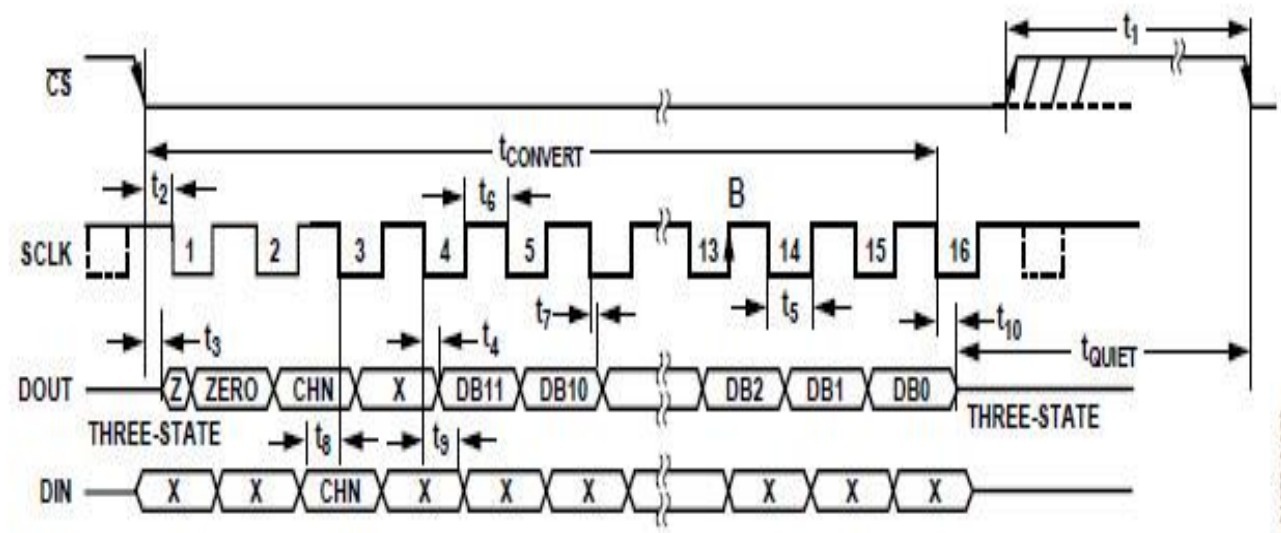 t1
CS
tCONVERT
t2
t6
B
SCLK
1
2
3
4
5
13
14
15
16
t3
t4
t7
t5
t10
tQUIET
DOUT
Z
ZERO
CHN
X
DB11
DB10
DB2
DB1
DB0
THREE-STATE
THREE-STATE
t8
t9
DIN
X
X
CHN
X
X
X
X
X
X